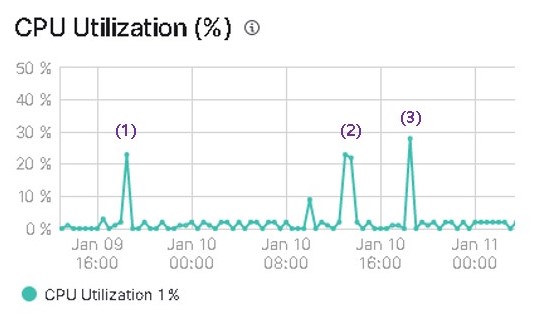 CPU Utilization (%)
50 %
40 %
30 %
20 %
10 %
0 %
(1)
(2)
(3)
Jan 09
16:00
Jan 10
00:00
Jan 10
08:00
Jan 10
16:00
Jan 11
00:00
CPU Utilization 1%